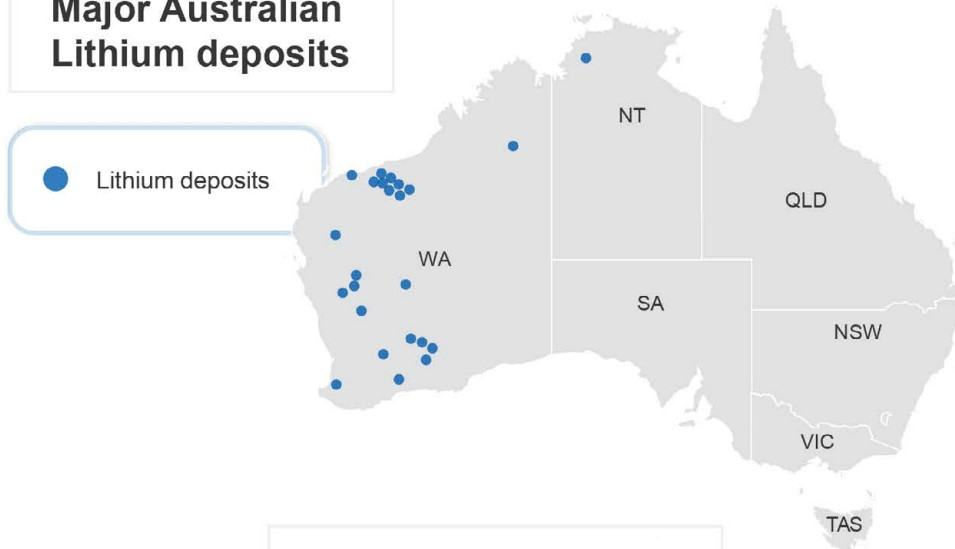 Major Australian
Lithium deposits
Lithium deposits
NT
QLD
WA
SA
NSW
VIC
TAS